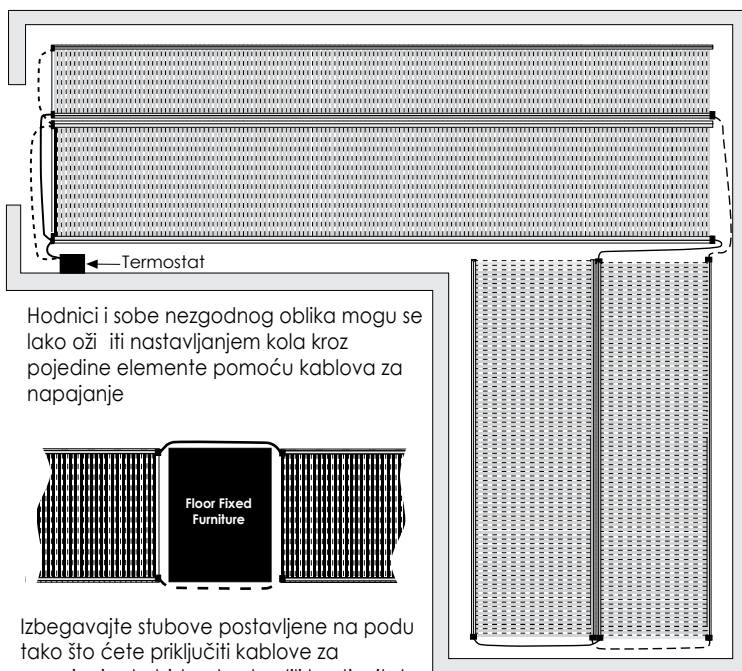 Termostat
Hodnici i sobe nezgodnog oblika mogu se
lako oži iti nastavljanjem kola kroz
pojedine elemente pomoću kablova za
napajanje
Floor Fixed
Furniture
Izbegavajte stubove postavljene na podu
tako što ćete priključiti kablove za